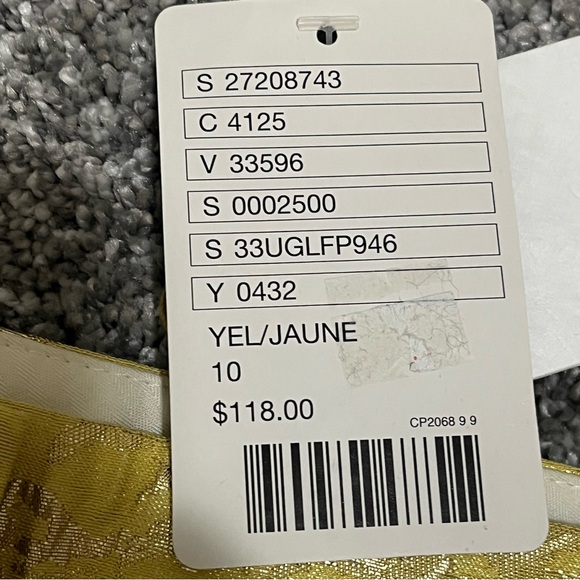 S 27208743
C 4125
V 33596
S 0002500
S 33UGLFP946
Y 0432
YEL/JAUNE
10
$118.00
CP2068 9 9